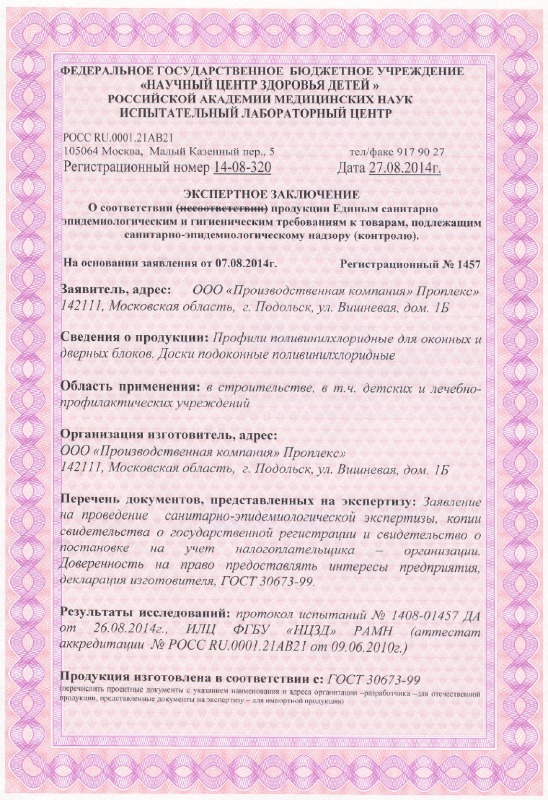 ФЕДЕРАЛЬНОЕ ГОСУДАРСТВЕННОЕ БЮДЖЕТНОЕ УЧРЕЖДЕНИЕ
«НАУЧНЫЙ ЦЕНТР ЗДОРОВЬЯ ДЕТЕЙ »
РОССИЙСКОЙ АКАДЕМИИ МЕДИЦИНСКИХ НАУК
ИСПЫТАТЕЛЬНЫЙ ЛАБОРАТОРНЫЙ ЦЕНТР
РОСС RU.0001.21АВ21
105064 Москва, Малый Казенный пер., 5 тел/факс 917 90 27
Регистрационный номер 14-08-320 Дата 27.08.2014г.
ЭКСПЕРТНОЕ ЗАКЛЮЧЕНИЕ
О соответствии (несоответствии) продукции Единым санитарно
эпидемиологическим и гигиеническим требованиям к товарам, подлежащим
санитарно-эпидемиологическому надзору (контролю).
На основании заявления от 07.08.2014г. Регистрационный № 1457
Заявитель, адрес: ООО «Производственная компания» Проплекс»
142111, Московская область, г. Подольск, ул. Вишневая, дом. 1Б
Сведения о продукции: Профили поливинилхлоридные для оконных и
дверных блоков. Доски подоконные поливинилхлоридные
Область применения: в строительстве, в т.ч. детских и лечебно-
профилактических учреждений
Организация изготовитель, адрес:
ООО «Производственная компания» Проплекс»
142111, Московская область, г. Подольск, ул. Вишневая, дом. 1Б
Перечень документов, представленных на экспертизу: Заявление
на проведение санитарно-эпидемиологической экспертизы, копии
свидетельства о государственной регистрации и свидетельство о
постановке на учет налогоплательщика – организации.
Доверенность на право предоставлять интересы предприятия,
декларация изготовителя, ГОСТ 30673-99.
Результаты исследований: протокол испытаний № 1408-01457 ДА
от 26.08.2014г., ИЛЦ ФГБУ «НЦЗД» РАМН (аттестат
аккредитации № РОСС RU.0001.21АВ21 от 09.06.2010г.)
Продукция изготовлена в соответствии с: ГОСТ 30673-99
(перечислить проектные документы с указанием наименования и адреса организации –разработчика –для отечественной
продукции, представленные документы на экспертизу – для импортной продукции)